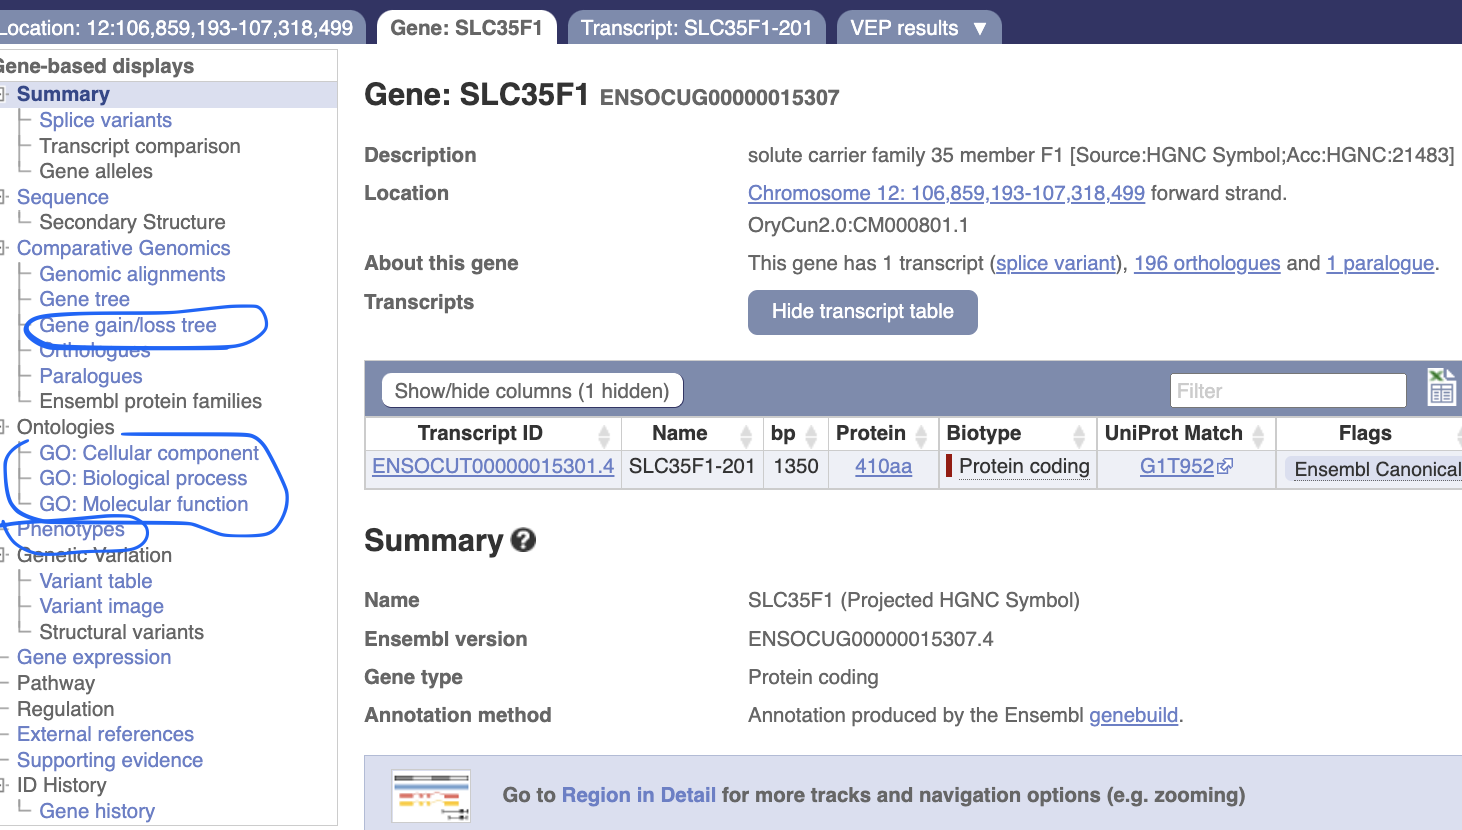 Location: 12:106,859,193-107,318,499
Gene: SLC35F1
Transcript: SLC35F1-201
VEP results ▼
Gene-based displays
Summary
Splice variants
Transcript comparison
Gene alleles
Sequence
Secondary Structure
Comparative Genomics
Genomic alignments
Gene tree
Gene gain/loss tree
Orthologues
Paralogues
Ensembl protein families
Ontologies
GO: Cellular component
GO: Biological process
GO: Molecular function
Phenotypes
Genetic Variation
Variant table
Variant image
Structural variants
Gene expression
Pathway
Regulation
External references
Supporting evidence
ID History
Gene history
Gene: SLC35F1 ENSOCUG00000015307
Description solute carrier family 35 member F1 [Source:HGNC Symbol;Acc:HGNC:21483]
Location Chromosome 12: 106,859,193-107,318,499 forward strand.
OryCun2.0:CM000801.1
About this gene This gene has 1 transcript (splice variant), 196 orthologues and 1 paralogue.
Transcripts Hide transcript table
Show/hide columns (1 hidden) Filter
Transcript ID Name bp Protein Biotype UniProt Match Flags
ENSOCUT00000015301.4 SLC35F1-201 1350 410aa Protein coding G1T952 Ensembl Canonical
Summary ?
Name SLC35F1 (Projected HGNC Symbol)
Ensembl version ENSOCUG00000015307.4
Gene type Protein coding
Annotation method Annotation produced by the Ensembl genebuild.
Go to Region in Detail for more tracks and navigation options (e.g. zooming)